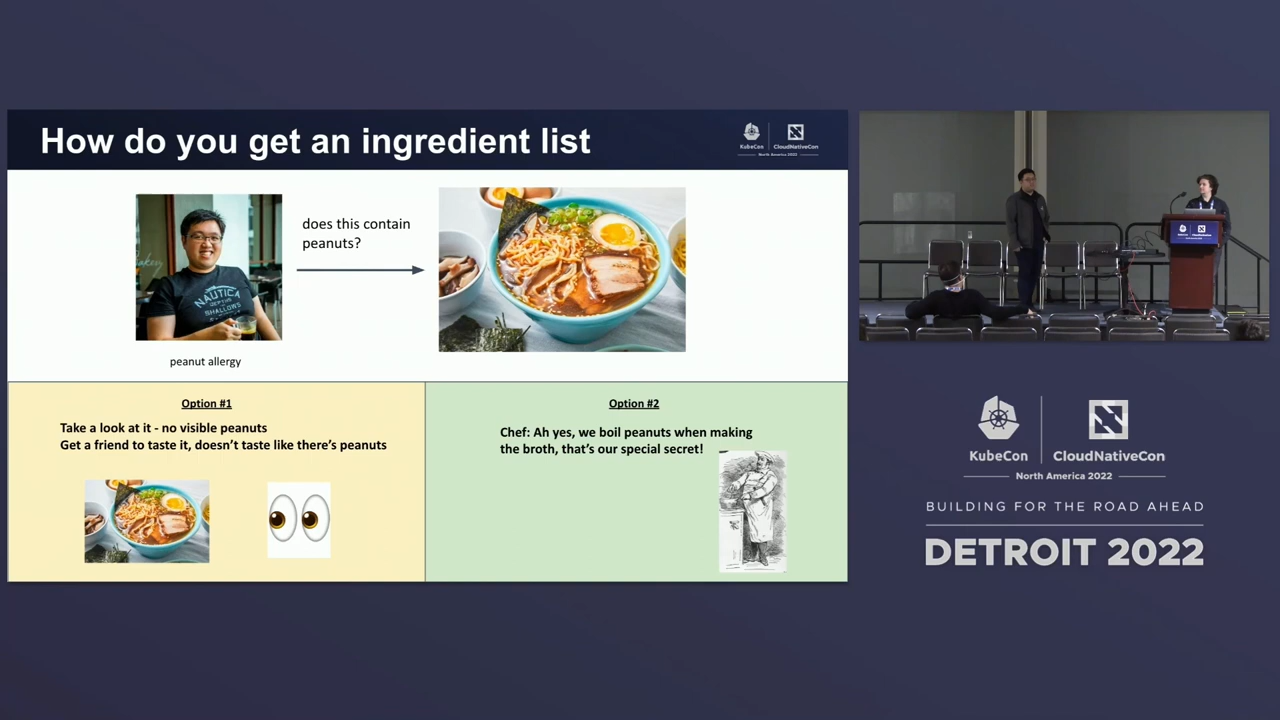 How do you get an ingredient list
KubeCon
CloudNativeCon
North America 2022
does this contain
peanuts?
NAUTICA
SHALLOWS
peanut allergy
Option #1
Take a look at it - no visible peanuts
Get a friend to taste it, doesn't taste like there's peanuts
Option #2
Chef: Ah yes, we boil peanuts when making
the broth, that's our special secret!
KubeCon
CloudNativeCon
North America 2022
BUILDING FOR THE ROAD AHEAD
DETROIT 2022